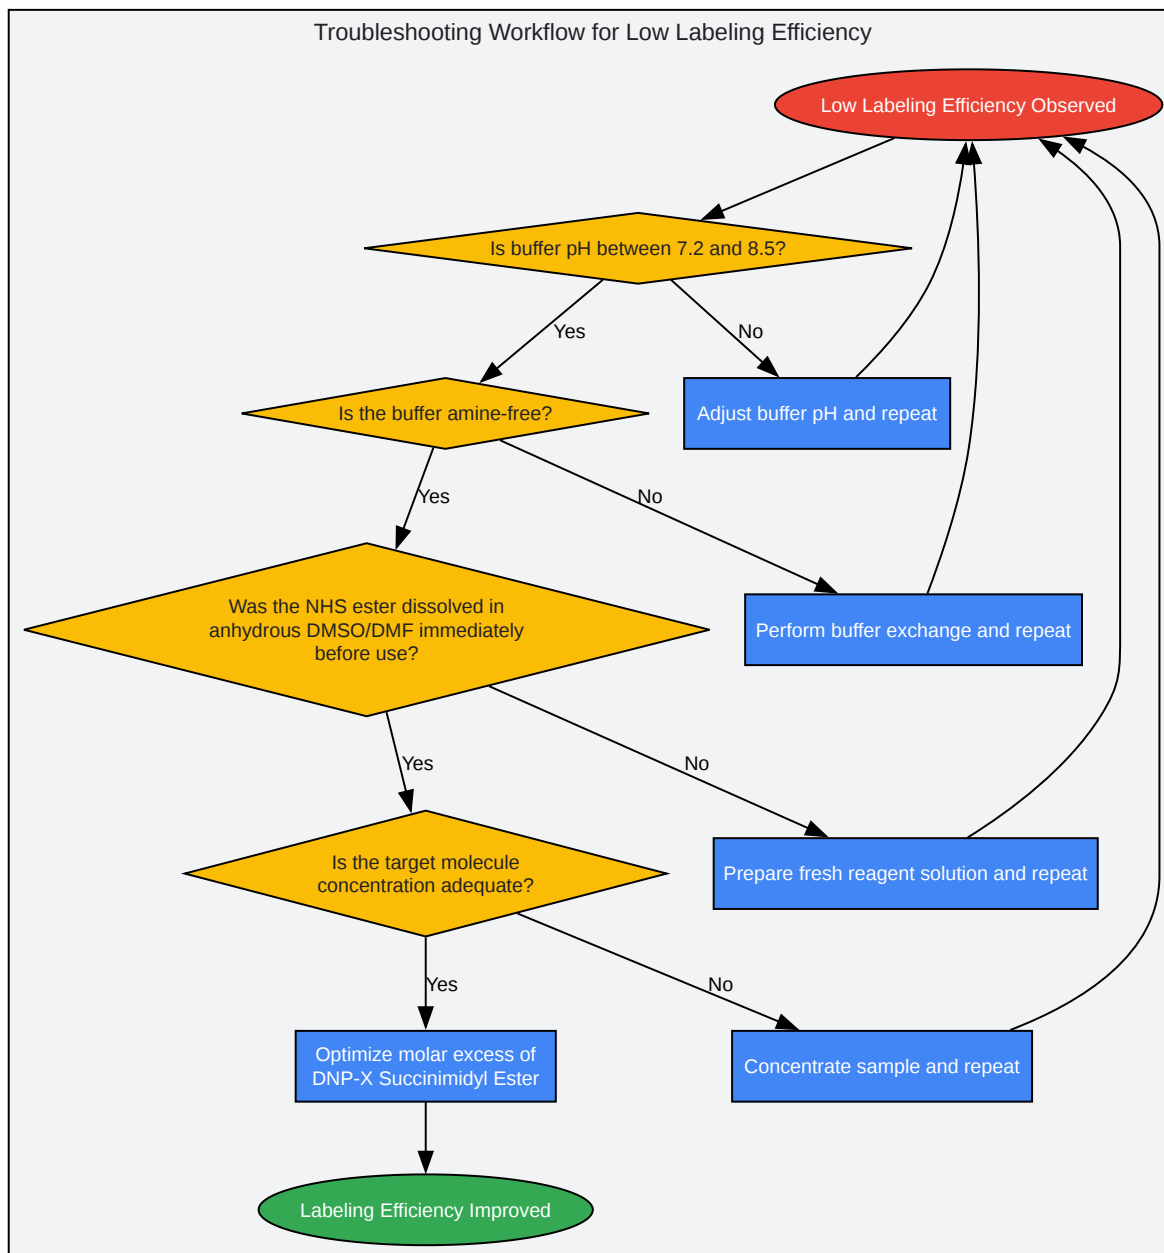 Troubleshooting Workflow for Low Labeling Efficiency
Low Labeling Efficiency Observed
Is buffer pH between 7.2 and 8.5?
Yes
No
Is the buffer amine-free?
Adjust buffer pH and repeat
Yes
No
Was the NHS ester dissolved in
anhydrous DMSO/DMF immediately
before use?
Perform buffer exchange and repeat
Yes
No
Is the target molecule
concentration adequate?
Prepare fresh reagent solution and repeat
Yes
No
Optimize molar excess of
DNP-X Succinimidyl Ester
Concentrate sample and repeat
Labeling Efficiency Improved